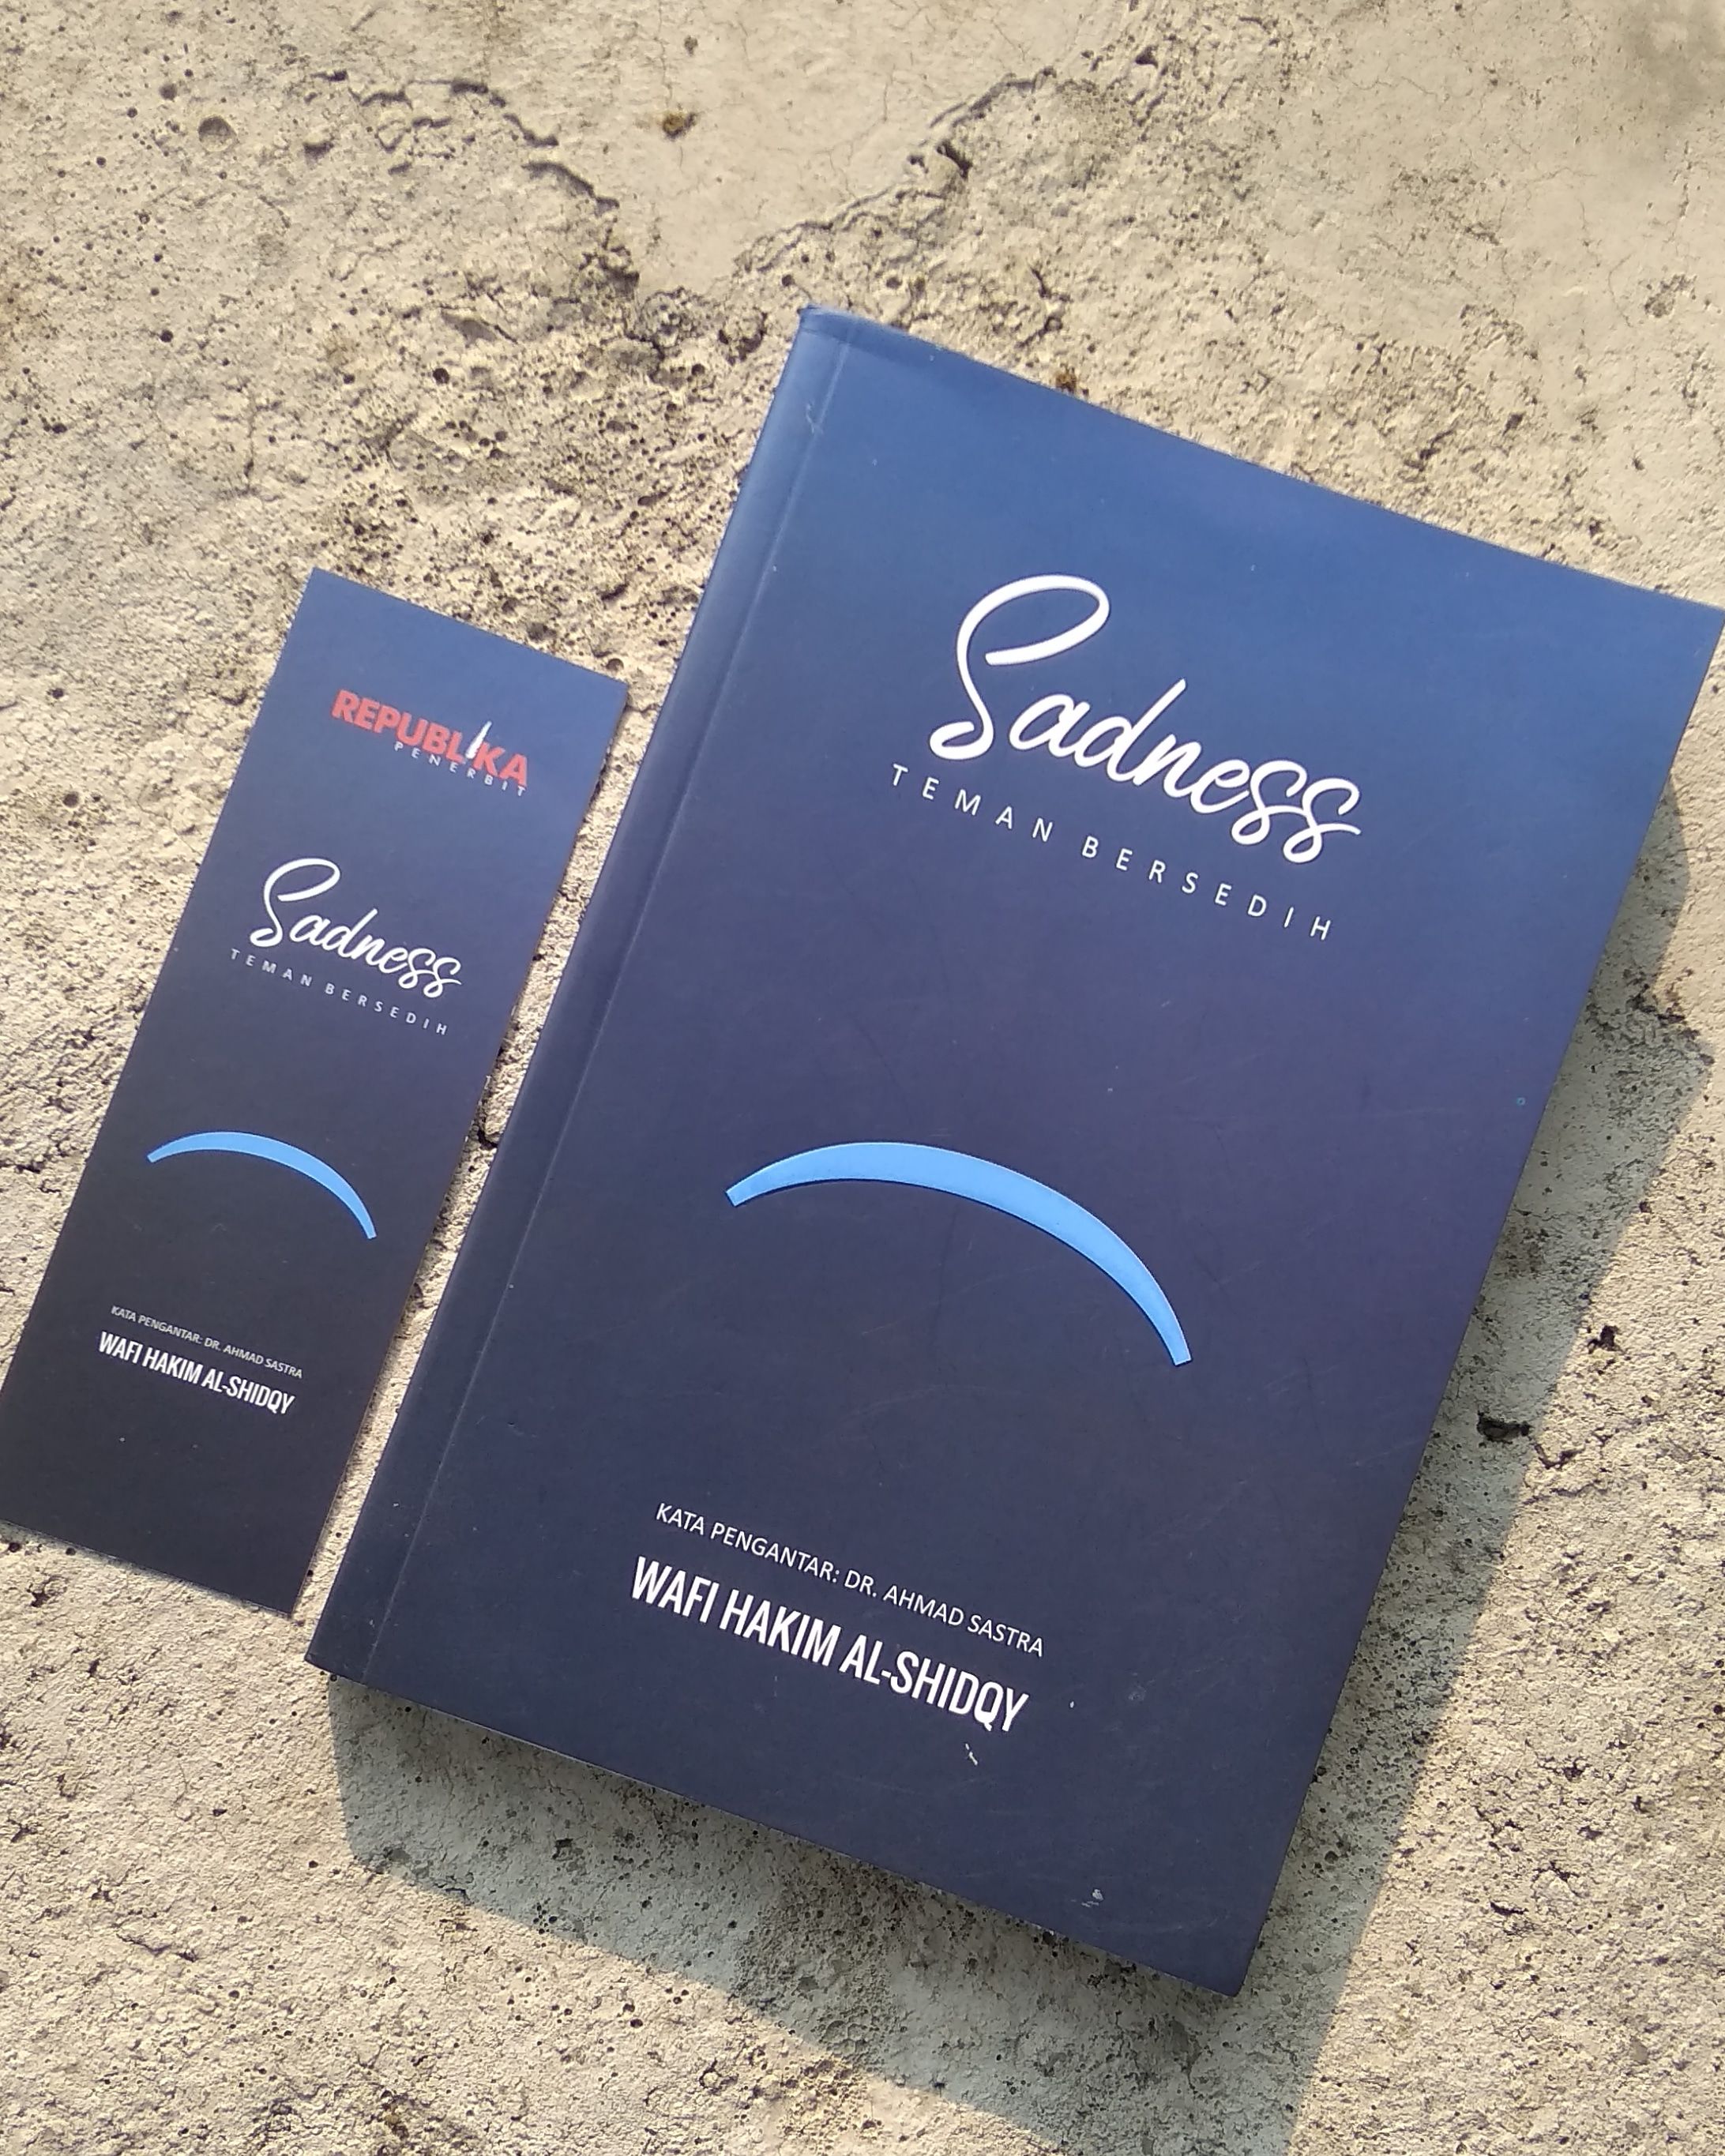 REPUBLIKA
PENERBIT
Sadness
TEMAN BERSEDIH
KATA PENGANTAR: DR. AHMAD SASTRA
WAFI HAKIM AL-SHIDQY
Sadness
TEMAN BERSEDIH
KATA PENGANTAR: DR. AHMAD SASTRA
WAFI HAKIM AL-SHIDQY